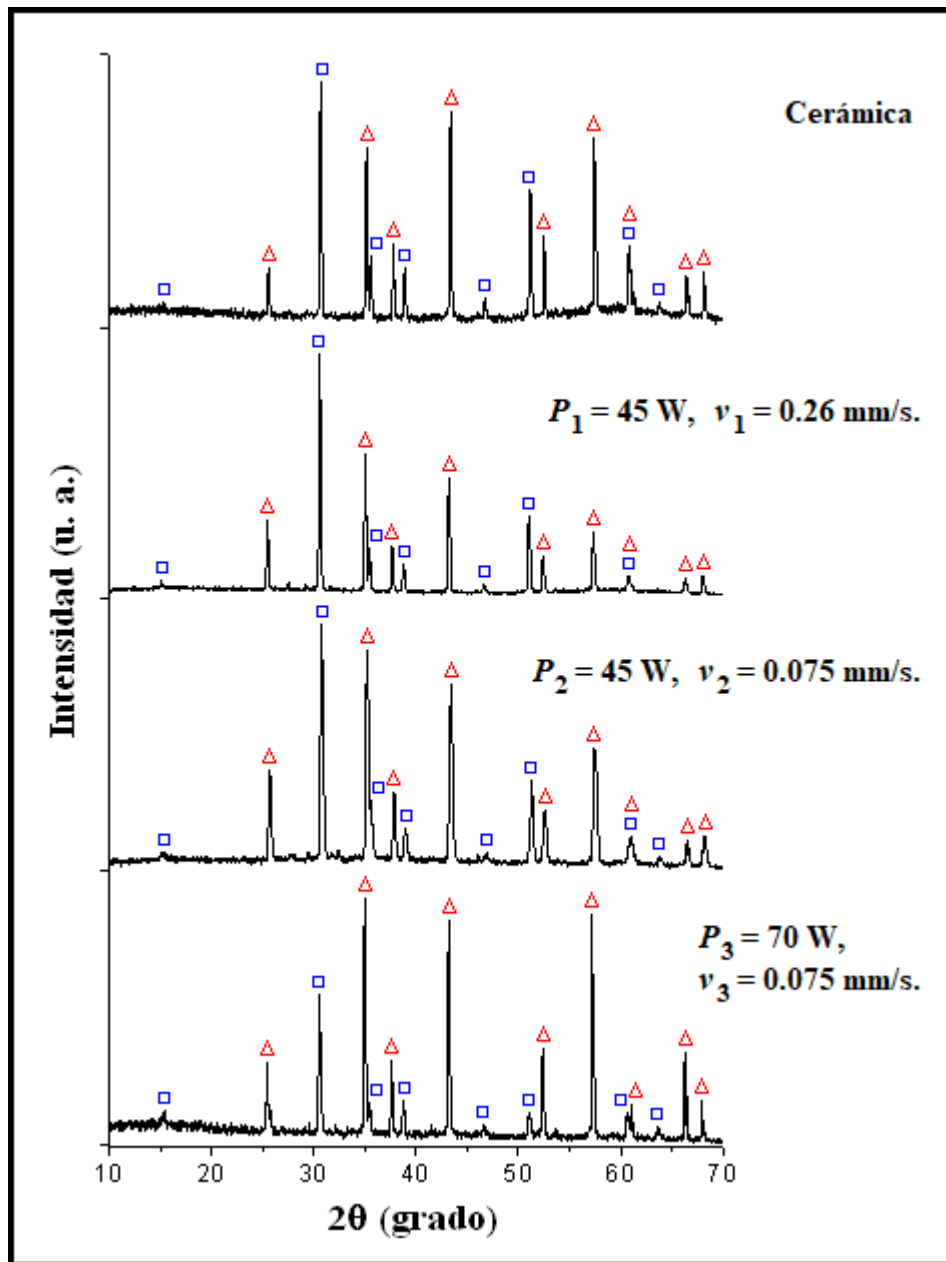 Cerámica
P1 = 45 W, v1 = 0.26 mm/s.
P2 = 45 W, v2 = 0.075 mm/s.
P3 = 70 W,
v3 = 0.075 mm/s.
Intensidad (u. a.)
10 20 30 40 50 60 70
2θ (grado)